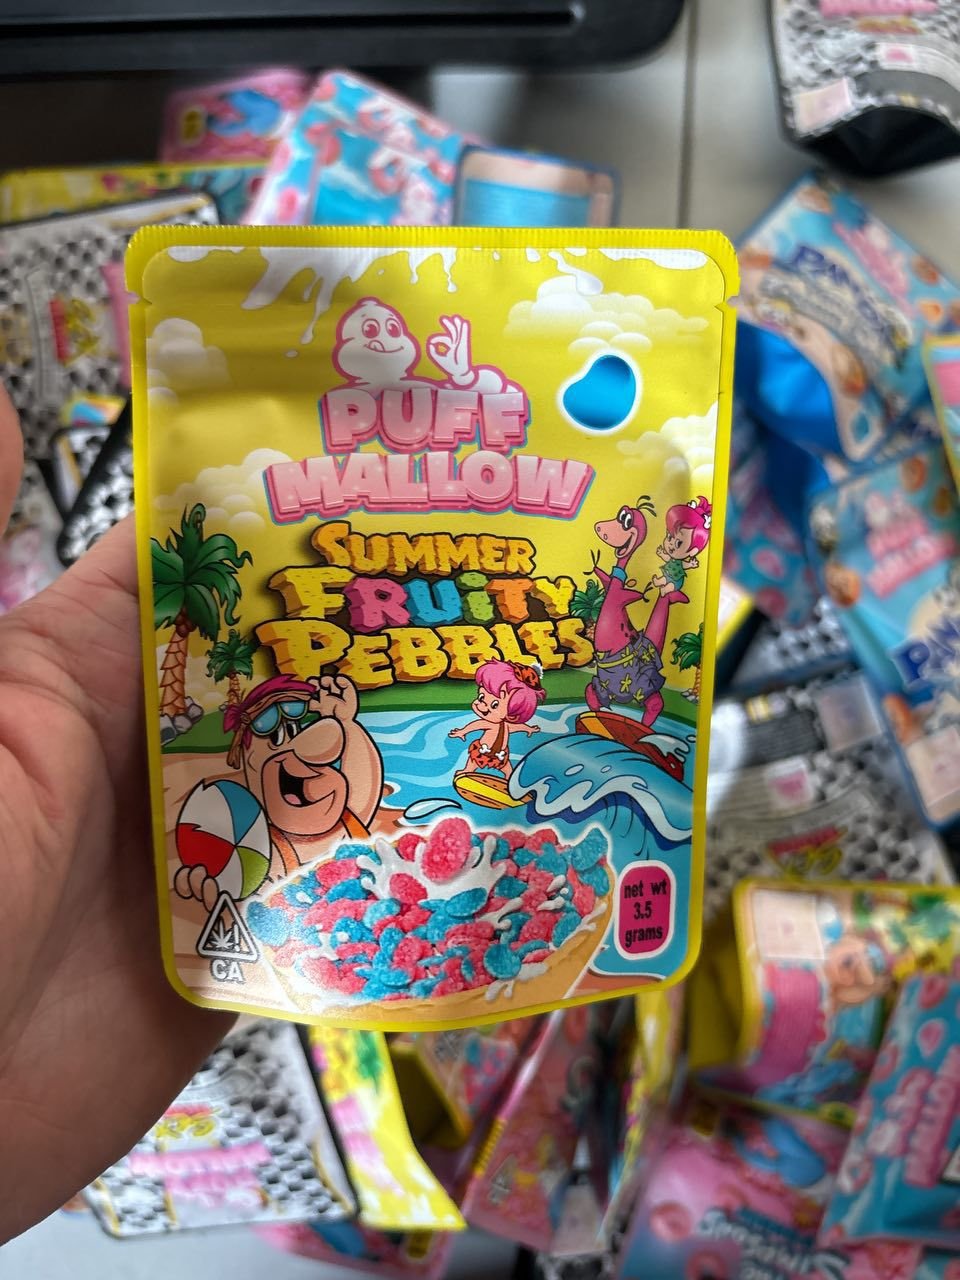 PUFF
MALLOW
SUMMER
FRUITY
PEBBLES
net wt
3.5
grams
CA